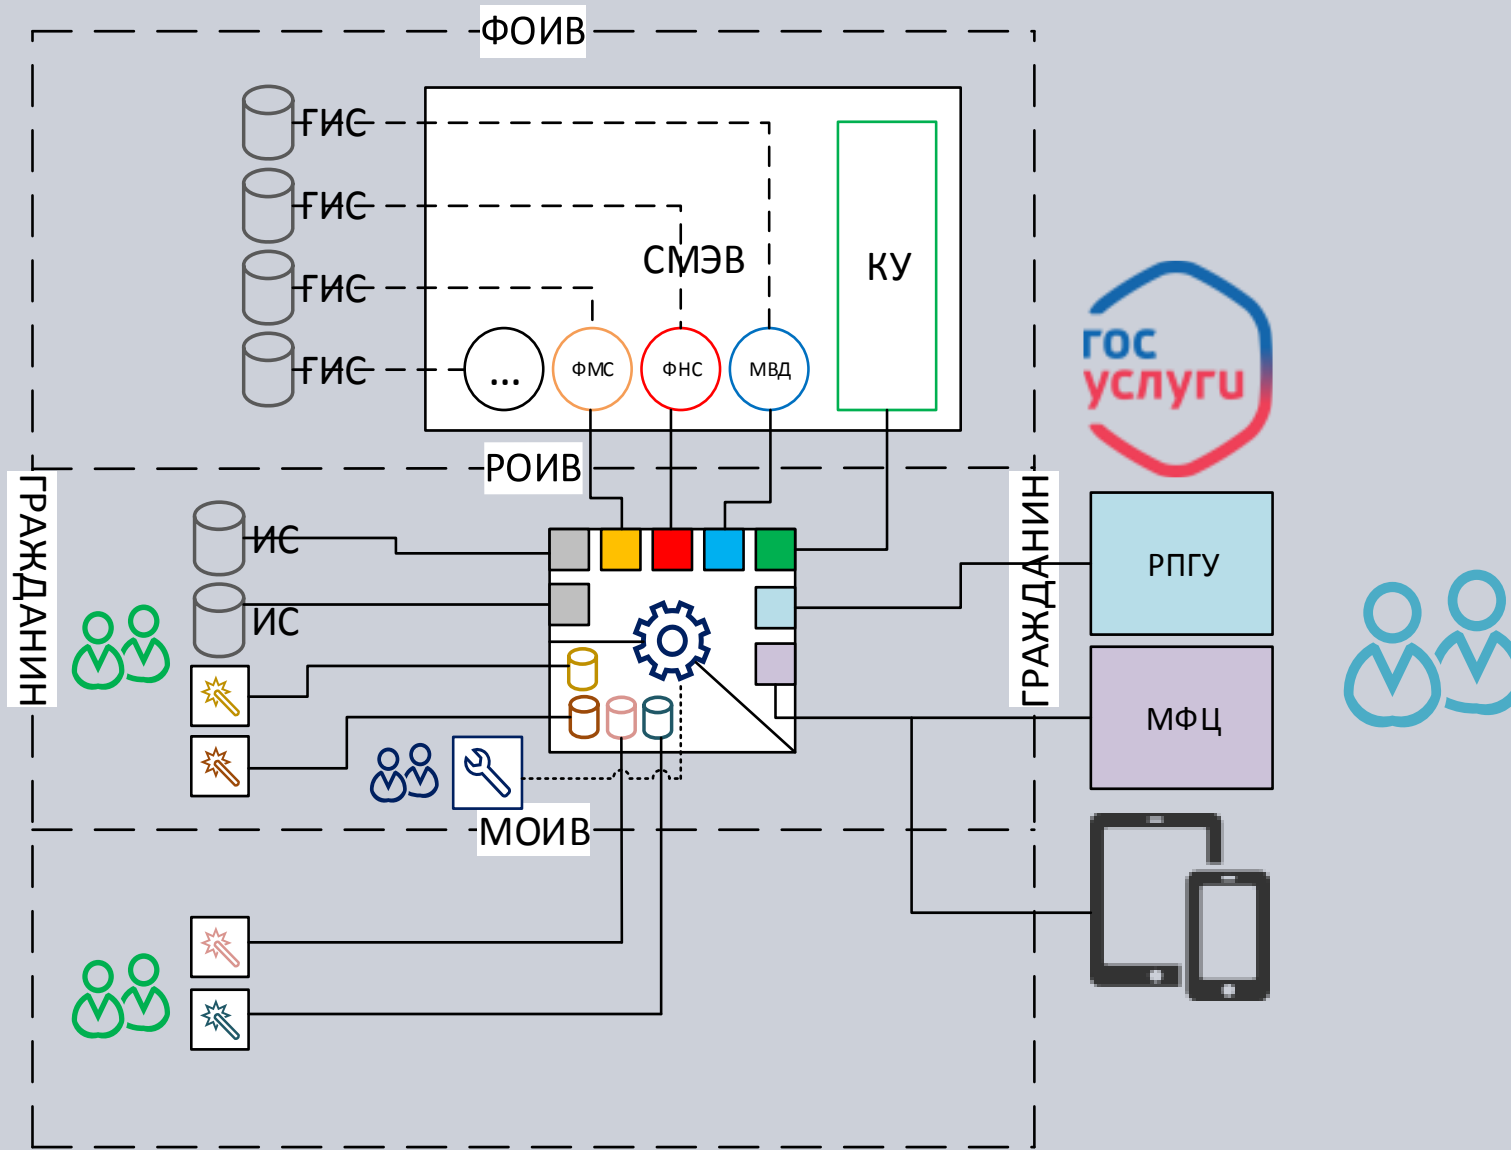 ФОИВ
ГИС
ГИС
СМЭВ
КУ
ГИС
ГИС
...
ФМС
ФНС
МВД
гос
услуги
РОИВ
ГРАЖДАНИН
ГРАЖДАНИН
ИС
РПГУ
ИС
МФЦ
МОИВ